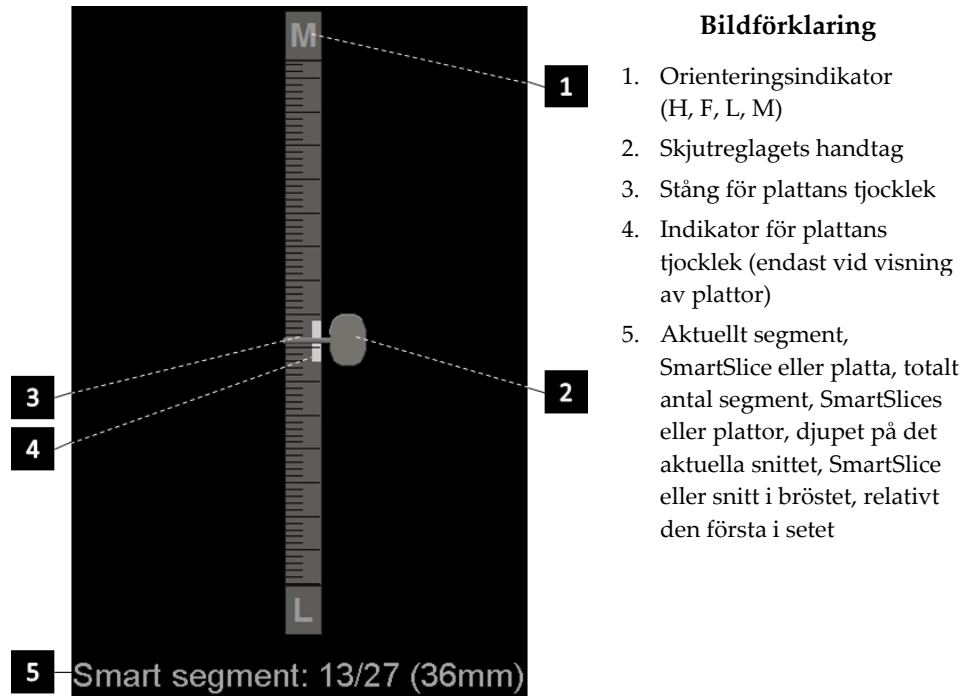 M
1
3
4
2
L
5
Smart segment: 13/27 (36mm)
Bildförklaring
1. Orienteringsindikator
(H, F, L, M)
2. Skjutreglagets handtag
3. Stång för plattans tjocklek
4. Indikator för plattans
tjocklek (endast vid visning
av plattor)
5. Aktuellt segment,
SmartSlice eller platta, totalt
antal segment, SmartSlices
eller plattor, djupet på det
aktuella snittet, SmartSlice
eller snitt i bröstet, relativt
den första i setet